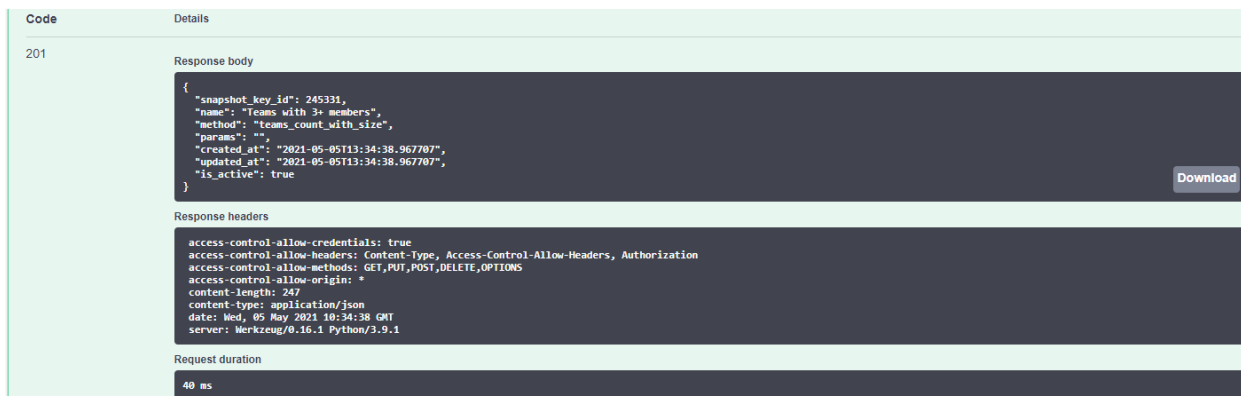 Code Details
201
Response body
{
  "snapshot_key_id": 245331,
  "name": "Teams with 3+ members",
  "method": "teams_count_with_size",
  "params": "",
  "created_at": "2021-05-05T13:34:38.967707",
  "updated_at": "2021-05-05T13:34:38.967707",
  "is_active": true
}
Download
Response headers
access-control-allow-credentials: true
access-control-allow-headers: Content-Type, Access-Control-Allow-Headers, Authorization
access-control-allow-methods: GET,PUT,POST,DELETE,OPTIONS
access-control-allow-origin: *
content-length: 247
content-type: application/json
date: Wed, 05 May 2021 10:34:38 GMT
server: Werkzeug/0.16.1 Python/3.9.1
Request duration
40 ms